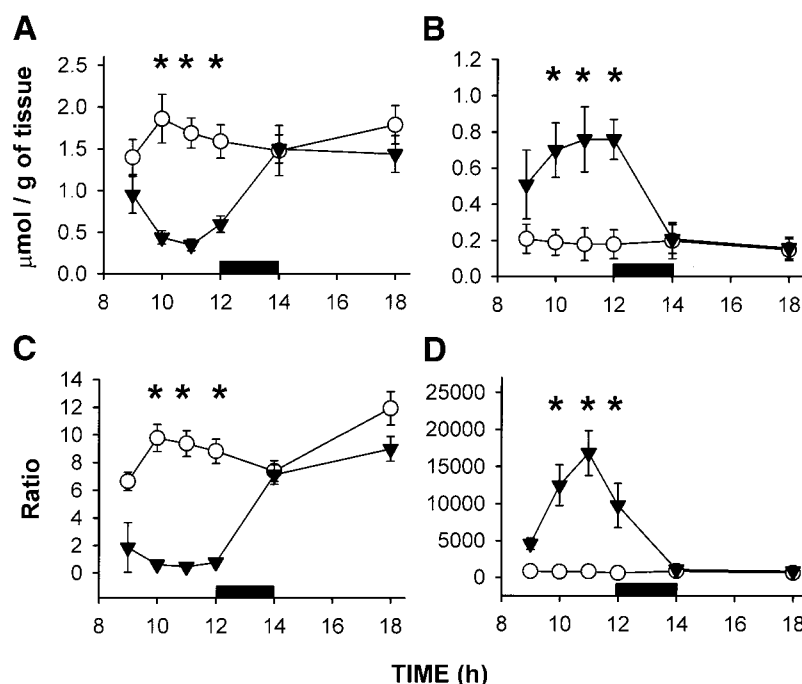 A
* * *
2.5
2.0
1.5
1.0
0.5
0.0
8 10 12 14 16 18
μmol / g of tissue
B
* * *
1.2
1.0
0.8
0.6
0.4
0.2
0.0
8 10 12 14 16 18
C
* * *
14
12
10
8
6
4
2
0
8 10 12 14 16 18
Ratio
D
* * *
25000
20000
15000
10000
5000
0
8 10 12 14 16 18
TIME (h)